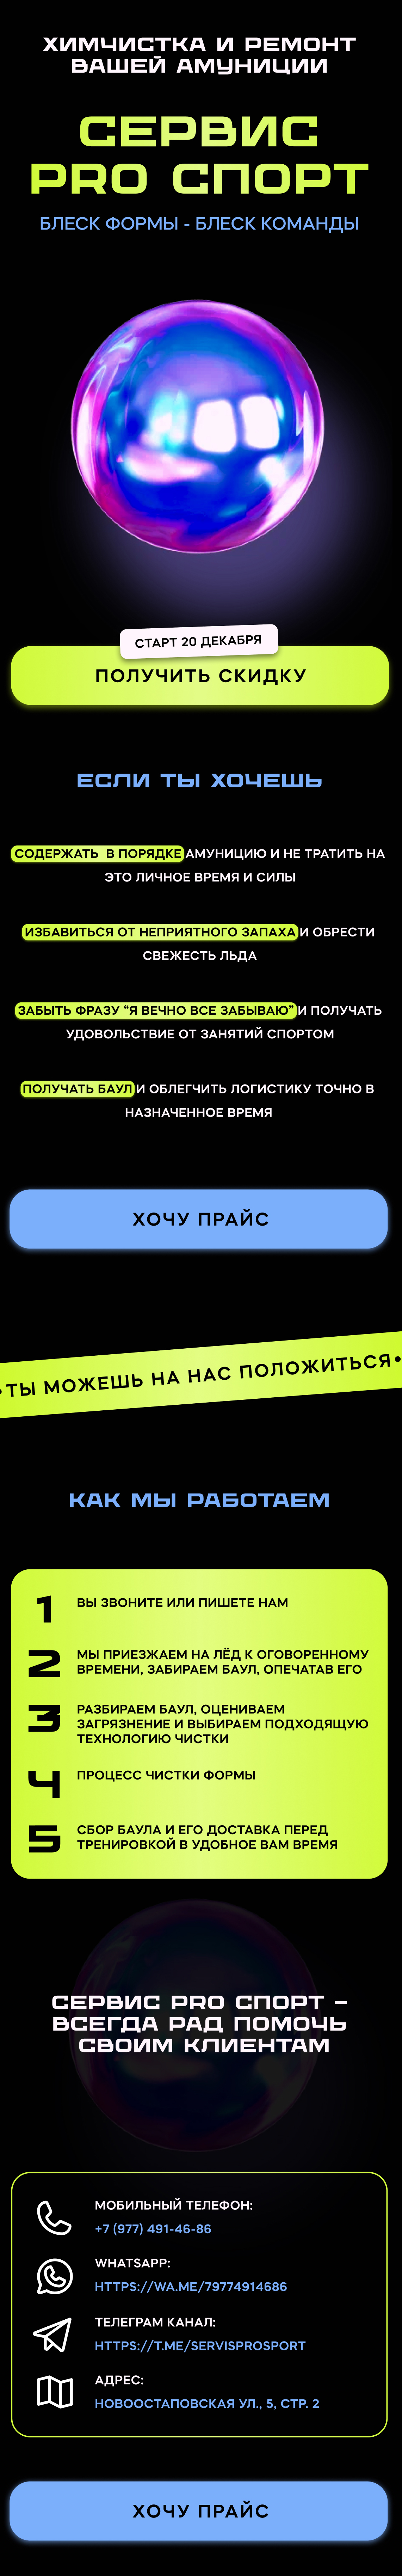 ХИМЧИСТКА И РЕМОНТ
ВАШЕЙ АМУНИЦИИ
СЕРВИС
PRO СПОРТ
БЛЕСК ФОРМЫ - БЛЕСК КОМАНДЫ
СТАРТ 20 ДЕКАБРЯ
ПОЛУЧИТЬ СКИДКУ
ЕСЛИ ТЫ ХОЧЕШЬ
СОДЕРЖАТЬ В ПОРЯДКЕ АМУНИЦИЮ И НЕ ТРАТИТЬ НА
ЭТО ЛИЧНОЕ ВРЕМЯ И СИЛЫ
ИЗБАВИТЬСЯ ОТ НЕПРИЯТНОГО ЗАПАХА И ОБРЕСТИ
СВЕЖЕСТЬ ЛЬДА
ЗАБЫТЬ ФРАЗУ “Я ВЕЧНО ВСЕ ЗАБЫВАЮ” И ПОЛУЧАТЬ
УДОВОЛЬСТВИЕ ОТ ЗАНЯТИЙ СПОРТОМ
ПОЛУЧАТЬ БАУЛ И ОБЛЕГЧИТЬ ЛОГИСТИКУ ТОЧНО В
НАЗНАЧЕННОЕ ВРЕМЯ
ХОЧУ ПРАЙС
•ТЫ МОЖЕШЬ НА НАС ПОЛОЖИТЬСЯ•
КАК МЫ РАБОТАЕМ
1 ВЫ ЗВОНИТЕ ИЛИ ПИШЕТЕ НАМ
2 МЫ ПРИЕЗЖАЕМ НА ЛЁД К ОГОВОРЕННОМУ
ВРЕМЕНИ, ЗАБИРАЕМ БАУЛ, ОПЕЧАТАВ ЕГО
3 РАЗБИРАЕМ БАУЛ, ОЦЕНИВАЕМ
ЗАГРЯЗНЕНИЕ И ВЫБИРАЕМ ПОДХОДЯЩУЮ
ТЕХНОЛОГИЮ ЧИСТКИ
4 ПРОЦЕСС ЧИСТКИ ФОРМЫ
5 СБОР БАУЛА И ЕГО ДОСТАВКА ПЕРЕД
ТРЕНИРОВКОЙ В УДОБНОЕ ВАМ ВРЕМЯ
СЕРВИС PRO СПОРТ –
ВСЕГДА РАД ПОМОЧЬ
СВОИМ КЛИЕНТАМ
МОБИЛЬНЫЙ ТЕЛЕФОН:
+7 (977) 491-46-86
WHATSAPP:
HTTPS://WA.ME/79774914686
ТЕЛЕГРАМ КАНАЛ:
HTTPS://T.ME/SERVISPROSPORT
АДРЕС:
НОВООСТАПОВСКАЯ УЛ., 5, СТР. 2
ХОЧУ ПРАЙС